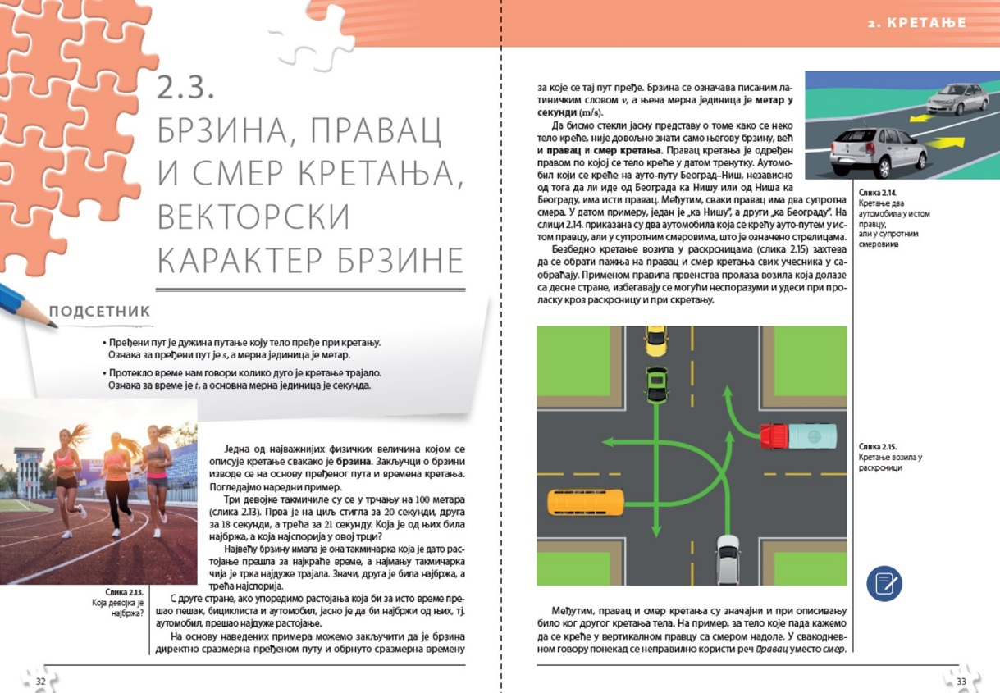 2.3.
БРЗИНА, ПРАВАЦ
И СМЕР КРЕТАЊА,
ВЕКТОРСКИ
КАРАКТЕР БРЗИНЕ
ПОДСЕТНИК
• Пређени пут је дужина путање коју тело пређе при кретању.
Ознака за пређени пут је s, а мерна јединица је метар.
• Протекло време нам говори колико дуго је кретање трајало.
Ознака за време је t, а основна мерна јединица је секунда.
Једна од најважнијих физичких величина којом се
описује кретање свакако је брзина. Закључци о брзини
изводе се на основу пређеног пута и времена кретања.
Погледајмо наредни пример.
Три девојке такмичиле су се у трчању на 100 метара
(слика 2.13). Прва је на циљ стигла за 20 секунди, друга
за 18 секунди, а трећа за 21 секунду. Која је од њих била
најбржа, а која најспорија у овој трци?
Највећу брзину имала је она такмичарка која је дато рас-
тојање прешла за најкраће време, а најмању такмичарка
чија је трка најдуже трајала. Значи, друга је била најбржа, а
трећа најспорија.
Слика 2.13.
Која девојка је
најбржа?
С друге стране, ако упоредимо растојања која би за исто време пре-
шао пешак, бициклиста и аутомобил, јасно је да би најбржи од њих, тј.
аутомобил, прешао најдуже растојање.
На основу наведених примера можемо закључити да је брзина
директно сразмерна пређеном путу и обрнуто сразмерна времену
32
2. КРЕТАЊЕ
за које се тај пут пређе. Брзина се означава писаним ла-
тиничким словом v, а њена мерна јединица је метар у
секунди (m/s).
Да бисмо стекли јасну представу о томе како се неко
тело креће, није довољно знати само његову брзину, већ
и правац и смер кретања. Правац кретања је одређен
правом по којој се тело креће у датом тренутку. Аутомо-
бил који се креће на ауто-путу Београд–Ниш, независно
од тога да ли иде од Београда ка Нишу или од Ниша ка
Београду, има исти правац. Међутим, сваки правац има два супротна
смера. У датом примеру, један је „ка Нишу”, а други „ка Београду”. На
слици 2.14. приказана су два аутомобила која се крећу ауто-путем у ис-
том правцу, али у супротним смеровима, што је означено стрелицама.
Безбедно кретање возила у раскрсницама (слика 2.15) захтева
да се обрати пажња на правац и смер кретања свих учесника у са-
обраћају. Применом правила првенства пролаза возила која долазе
са десне стране, избегавају се могући неспоразуми и удеси при про-
ласку кроз раскрсницу и при скретању.
Слика 2.14.
Кретање два
аутомобила у истом
правцу,
али у супротним
смеровима
Слика 2.15.
Кретање возила у
раскрсници
Међутим, правац и смер кретања су значајни и при описивању
било ког другог кретања тела. На пример, за тело које пада кажемо
да се креће у вертикалном правцу са смером надоле. У свакоднев-
ном говору понекад се неправилно користи реч правац уместо смер.
33